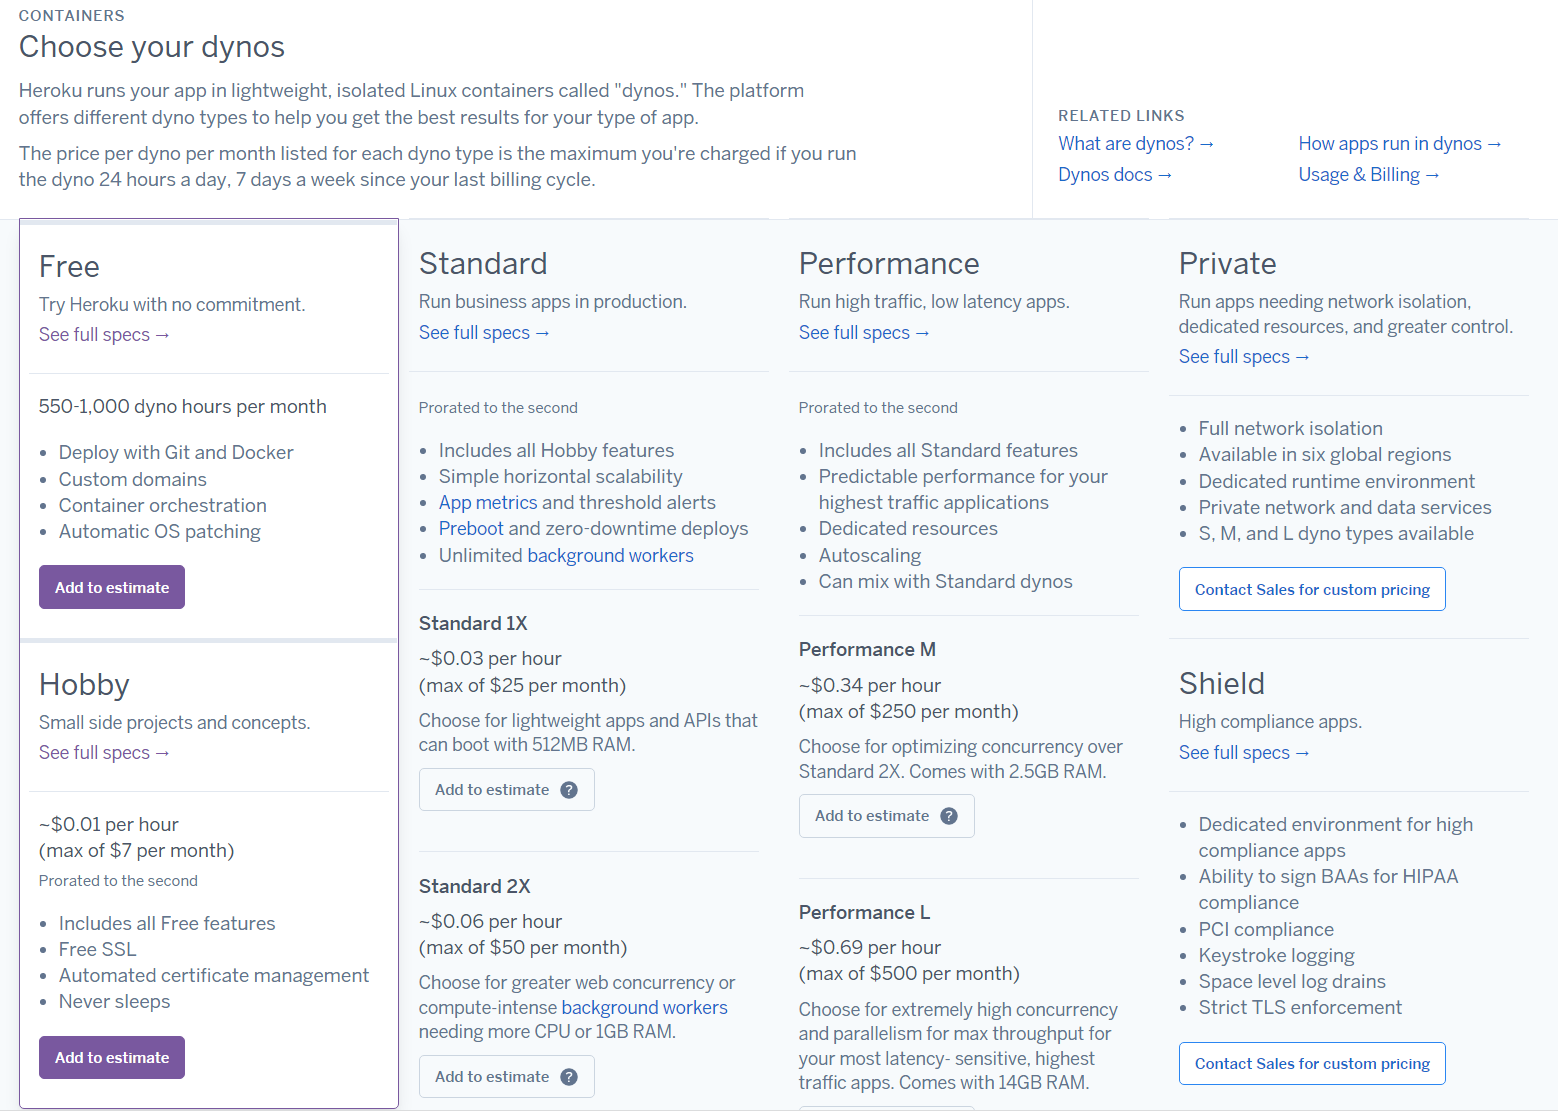 CONTAINERS
Choose your dynos
Heroku runs your app in lightweight, isolated Linux containers called "dynos." The platform
offers different dyno types to help you get the best results for your type of app.
The price per dyno per month listed for each dyno type is the maximum you're charged if you run
the dyno 24 hours a day, 7 days a week since your last billing cycle.
RELATED LINKS
What are dynos? →
How apps run in dynos →
Dynos docs →
Usage & Billing →
Free
Try Heroku with no commitment.
See full specs →
550-1,000 dyno hours per month
• Deploy with Git and Docker
• Custom domains
• Container orchestration
• Automatic OS patching
Add to estimate
Hobby
Small side projects and concepts.
See full specs →
~$0.01 per hour
(max of $7 per month)
Prorated to the second
• Includes all Free features
• Free SSL
• Automated certificate management
• Never sleeps
Add to estimate
Standard
Run business apps in production.
See full specs →
Prorated to the second
• Includes all Hobby features
• Simple horizontal scalability
• App metrics and threshold alerts
• Preboot and zero-downtime deploys
• Unlimited background workers
Standard 1X
~$0.03 per hour
(max of $25 per month)
Choose for lightweight apps and APIs that
can boot with 512MB RAM.
Add to estimate ?
Standard 2X
~$0.06 per hour
(max of $50 per month)
Choose for greater web concurrency or
compute-intense background workers
needing more CPU or 1GB RAM.
Add to estimate ?
Performance
Run high traffic, low latency apps.
See full specs →
Prorated to the second
• Includes all Standard features
• Predictable performance for your
highest traffic applications
• Dedicated resources
• Autoscaling
• Can mix with Standard dynos
Performance M
~$0.34 per hour
(max of $250 per month)
Choose for optimizing concurrency over
Standard 2X. Comes with 2.5GB RAM.
Add to estimate ?
Performance L
~$0.69 per hour
(max of $500 per month)
Choose for extremely high concurrency
and parallelism for max throughput for
your most latency- sensitive, highest
traffic apps. Comes with 14GB RAM.
Private
Run apps needing network isolation,
dedicated resources, and greater control.
See full specs →
• Full network isolation
• Available in six global regions
• Dedicated runtime environment
• Private network and data services
• S, M, and L dyno types available
Contact Sales for custom pricing
Shield
High compliance apps.
See full specs →
• Dedicated environment for high
compliance apps
• Ability to sign BAAs for HIPAA
compliance
• PCI compliance
• Keystroke logging
• Space level log drains
• Strict TLS enforcement
Contact Sales for custom pricing